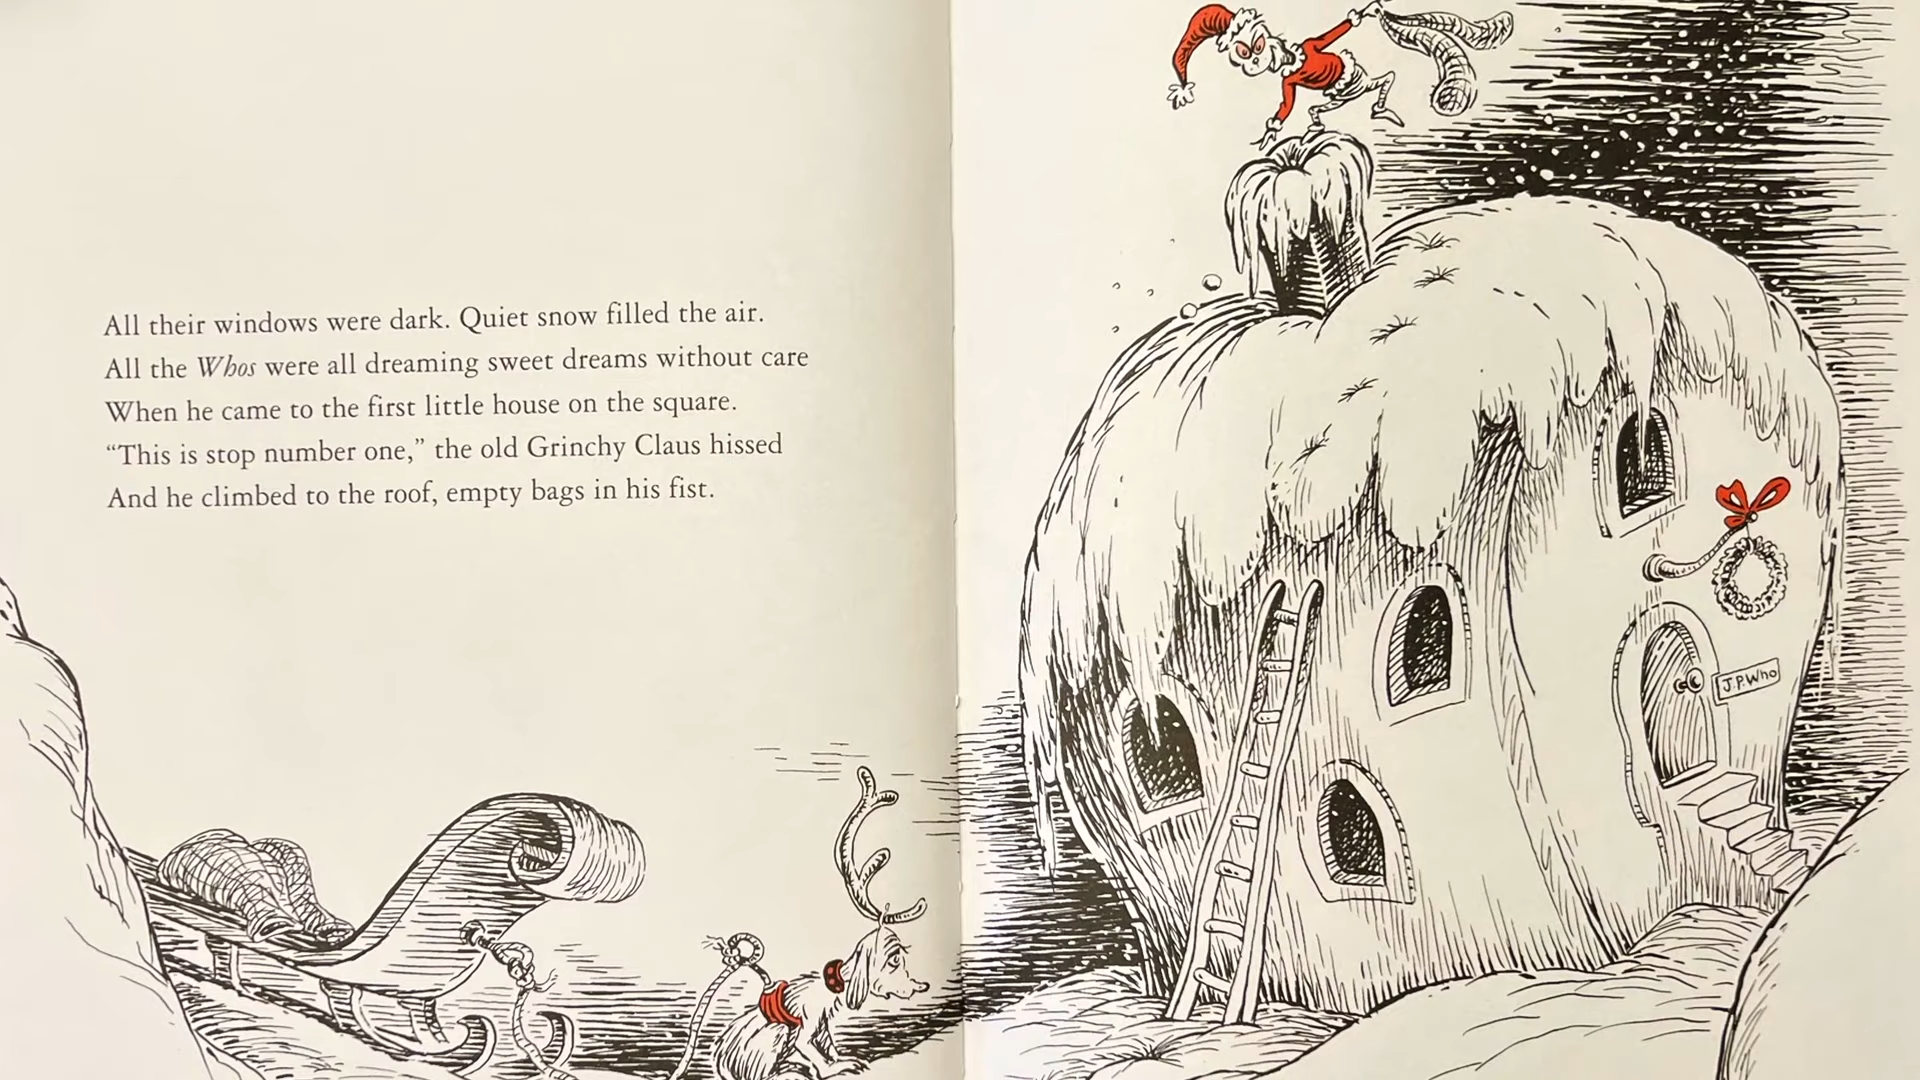 All their windows were dark. Quiet snow filled the air.
All the Whos were all dreaming sweet dreams without care
When he came to the first little house on the square.
“This is stop number one,” the old Grinchy Claus hissed
And he climbed to the roof, empty bags in his fist.
J.P.Who